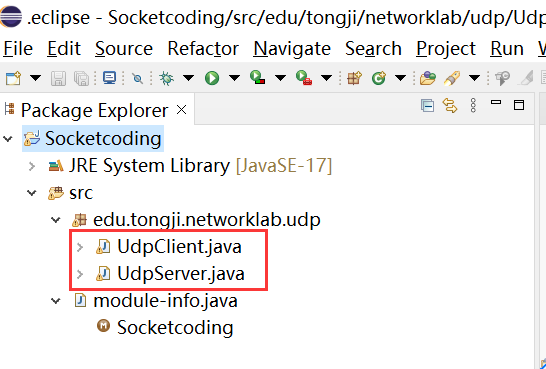 .eclipse - Socketcoding/src/edu/tongji/networklab/udp/Udp
File Edit Source Refactor Navigate Search Project Run W
Package Explorer
Socketcoding
JRE System Library [JavaSE-17]
src
edu.tongji.networklab.udp
UdpClient.java
UdpServer.java
module-info.java
Socketcoding